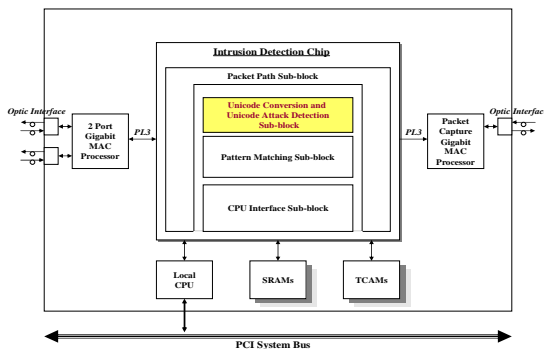 Intrusion Detection Chip
Packet Path Sub-block
Optic Interface
Unicode Conversion and
Unicode Attack Detection
Sub-block
Optic Interfac
2 Port
Gigabit
MAC
Processor
PL3
PL3
Packet
Capture
Gigabit
MAC
Processor
Pattern Matching Sub-block
CPU Interface Sub-block
Local
CPU
SRAMs
TCAMs
PCI System Bus